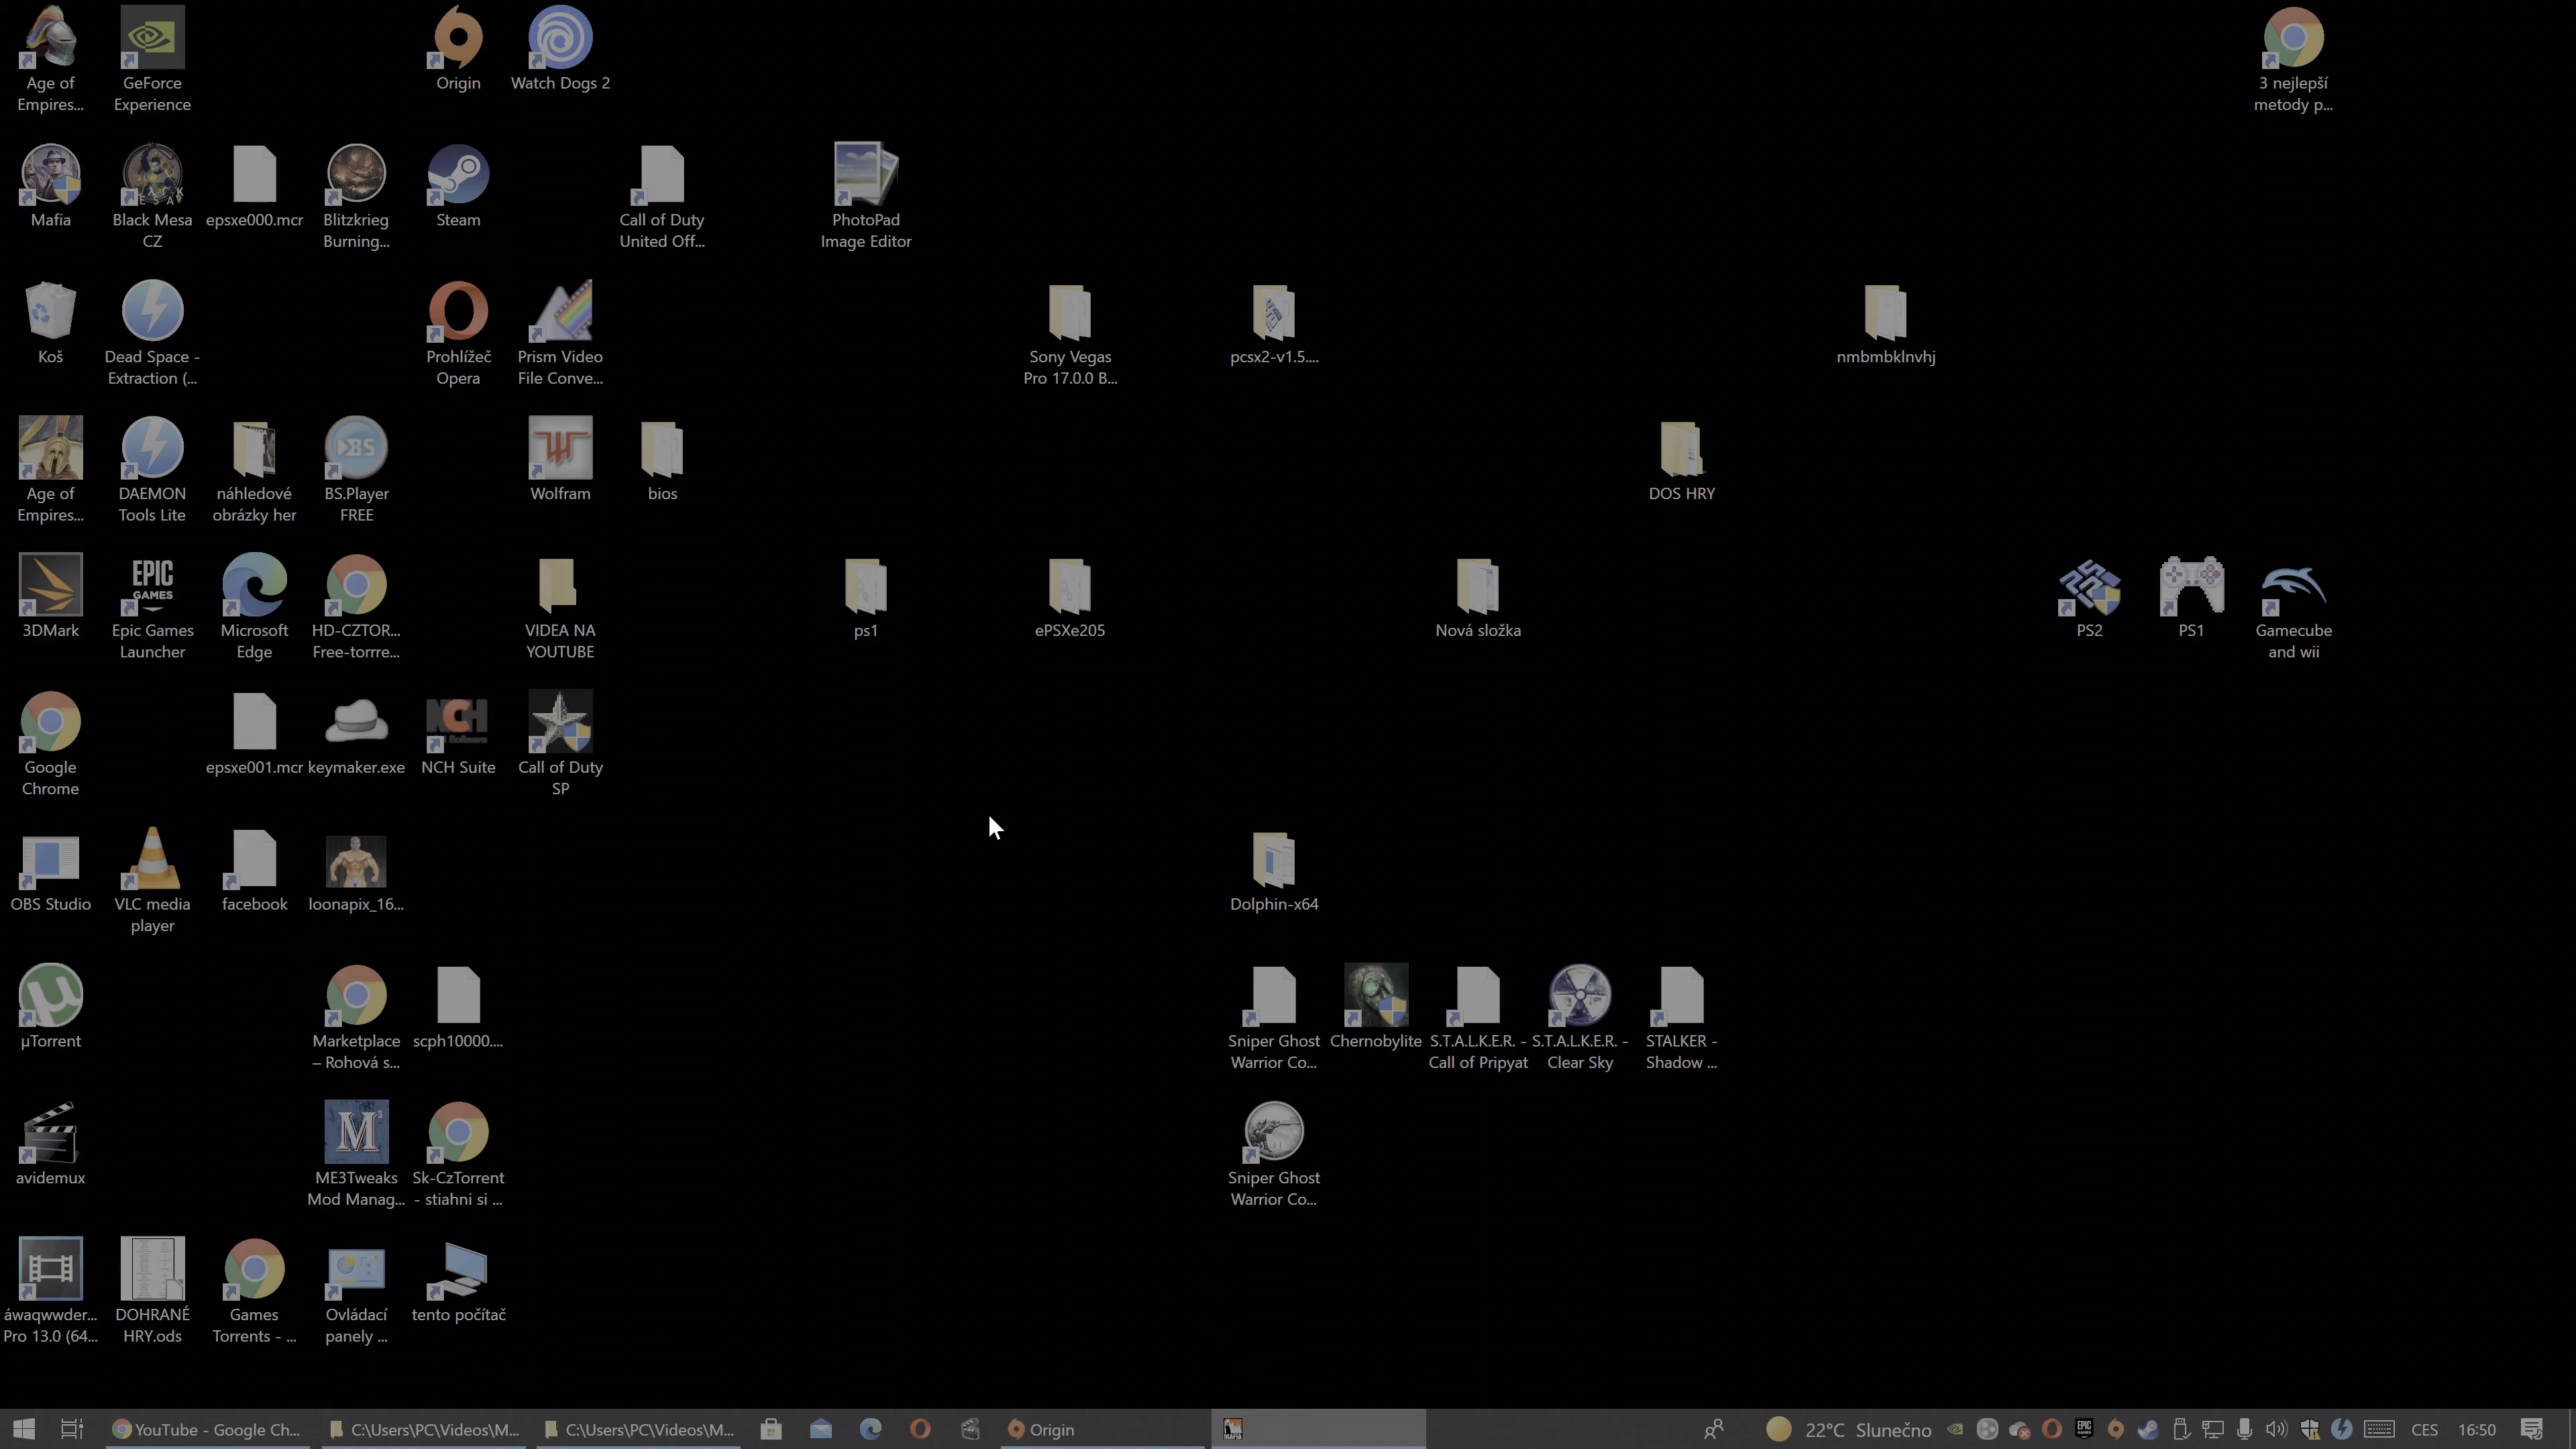 Age of
Empires...
GeForce
Experience
Origin
Watch Dogs 2
3 nejlepší
metody p...
Mafia
Black Mesa
CZ
epsxe000.mcr
Blitzkrieg
Burning...
Steam
Call of Duty
United Off...
PhotoPad
Image Editor
Koš
Dead Space -
Extraction (...
Prohlížeč
Opera
Prism Video
File Conve...
Sony Vegas
Pro 17.0.0 B...
pcsx2-v1.5....
nmbmbklnvhj
Age of
Empires...
DAEMON
Tools Lite
náhledové
obrázky her
BS.Player
FREE
Wolfram
bios
DOS HRY
EPIC
GAMES
3DMark
Epic Games
Launcher
Microsoft
Edge
HD-CZTOR...
Free-torrre...
VIDEA NA
YOUTUBE
ps1
ePSXe205
Nová složka
PS2
PS1
Gamecube
and wii
NCH
Google
Chrome
epsxe001.mcr
keymaker.exe
NCH Suite
Call of Duty
SP
OBS Studio
VLC media
player
facebook
loonapix_16...
Dolphin-x64
µTorrent
Marketplace
– Rohová s...
scph10000....
Sniper Ghost
Warrior Co...
Chernobylite
S.T.A.L.K.E.R. -
Call of Pripyat
S.T.A.L.K.E.R. -
Clear Sky
STALKER -
Shadow ...
avidemux
ME3Tweaks
Mod Manag...
Sk-CzTorrent
- stiahni si ...
Sniper Ghost
Warrior Co...
áwaqwwder...
Pro 13.0 (64...
DOHRANÉ
HRY.ods
Games
Torrents - ...
Ovládací
panely ...
tento počítač
YouTube - Google Ch...
C:\Users\PC\Videos\M...
C:\Users\PC\Videos\M...
Origin
22°C Slunečno
CES
16:50